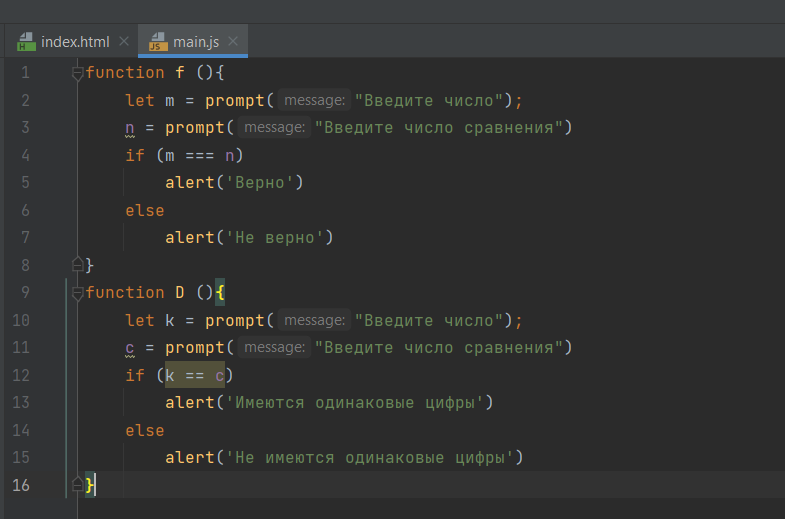 index.html main.js
1 function f (){
2 let m = prompt( message: "Введите число");
3 n = prompt( message: "Введите число сравнения")
4 if (m === n)
5 alert('Верно')
6 else
7 alert('Не верно')
8 }
9 function D (){
10 let k = prompt( message: "Введите число");
11 c = prompt( message: "Введите число сравнения")
12 if (k == c)
13 alert('Имеются одинаковые цифры')
14 else
15 alert('Не имеются одинаковые цифры')
16 }